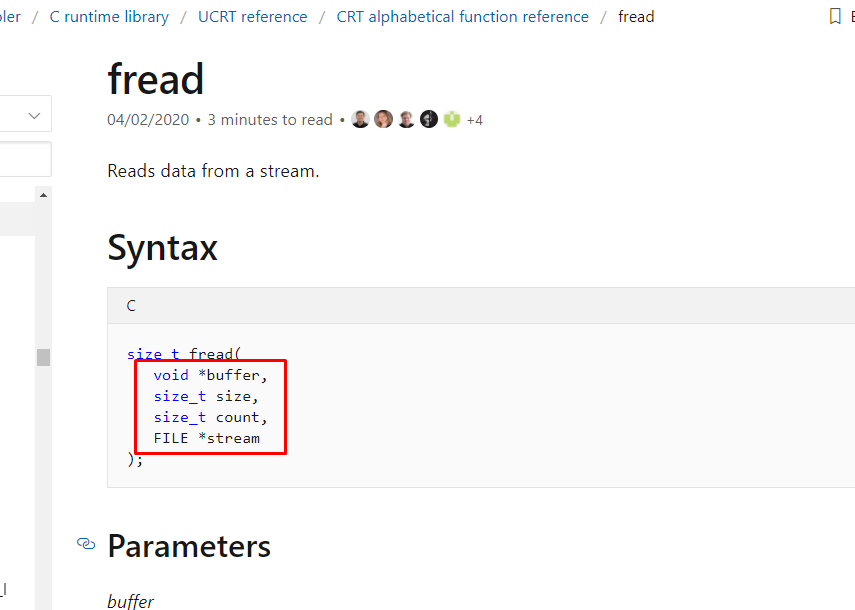 C runtime library / UCRT reference / CRT alphabetical function reference / fread
fread
04/02/2020 • 3 minutes to read • +4
Reads data from a stream.
Syntax
C
size_t fread(
void *buffer,
size_t size,
size_t count,
FILE *stream
);
Parameters
buffer